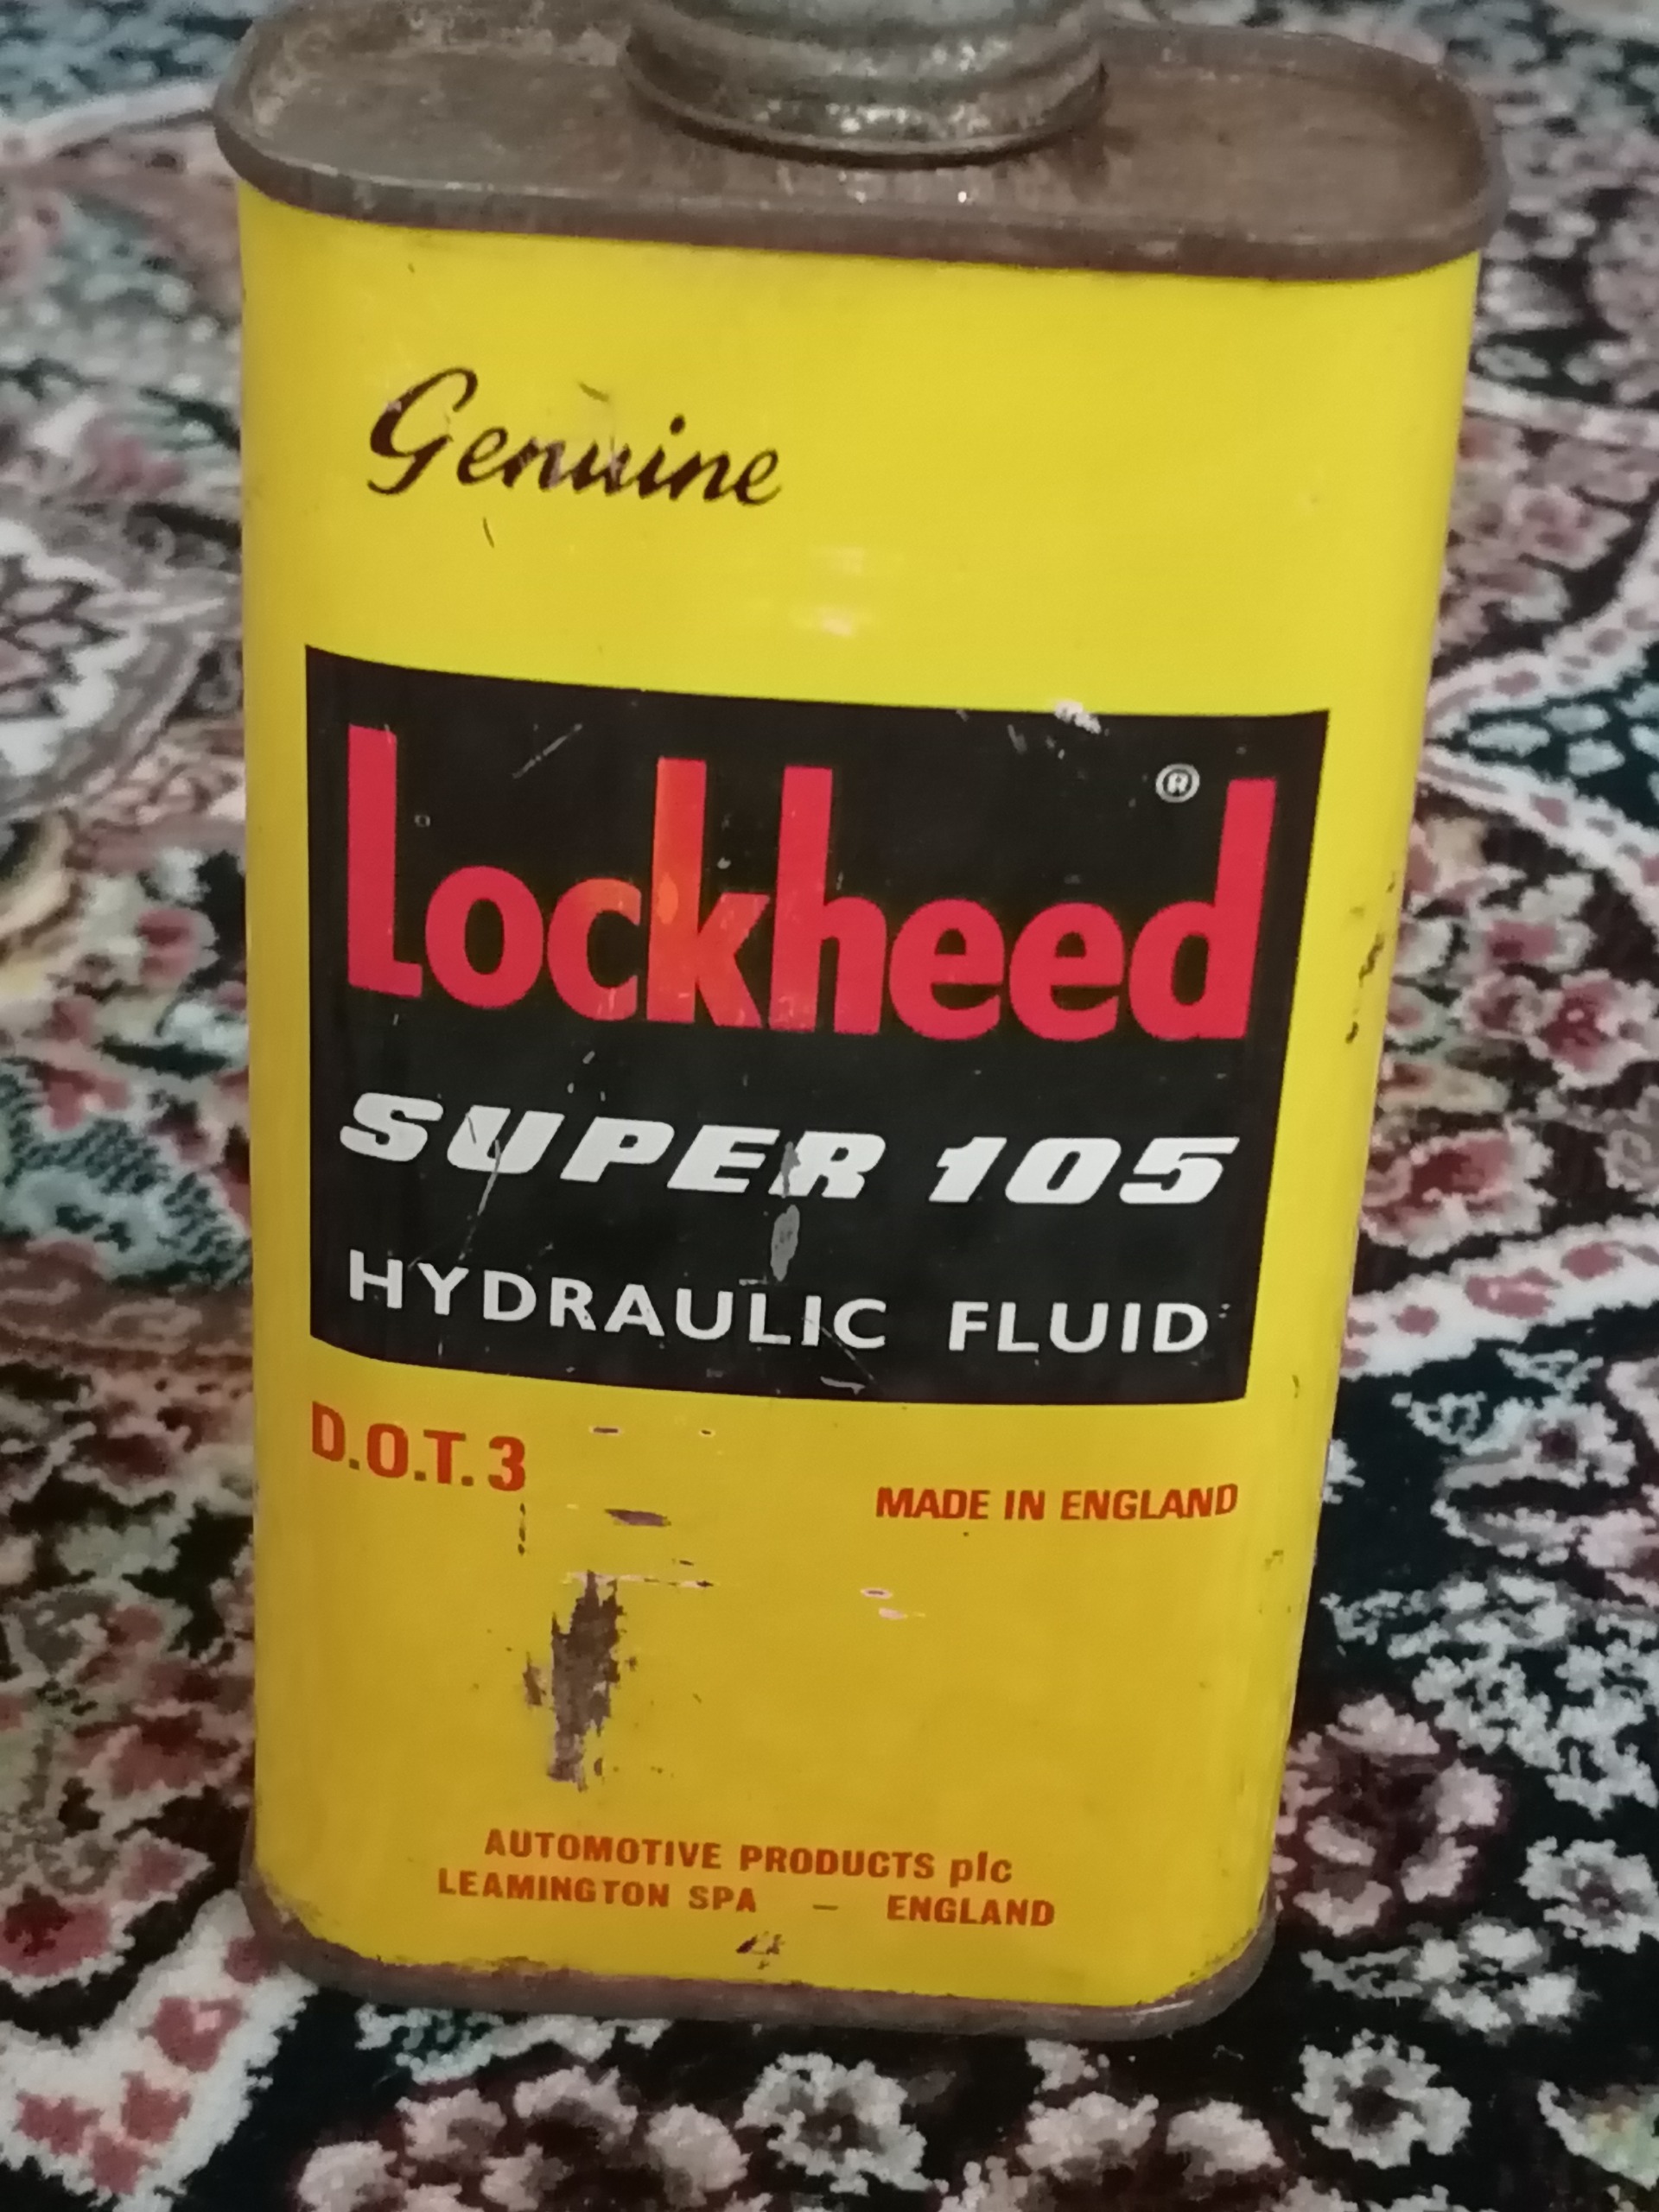 Genuine
Lockheed ®
SUPER 105
HYDRAULIC FLUID
D.O.T. 3
MADE IN ENGLAND
AUTOMOTIVE PRODUCTS plc
LEAMINGTON SPA – ENGLAND